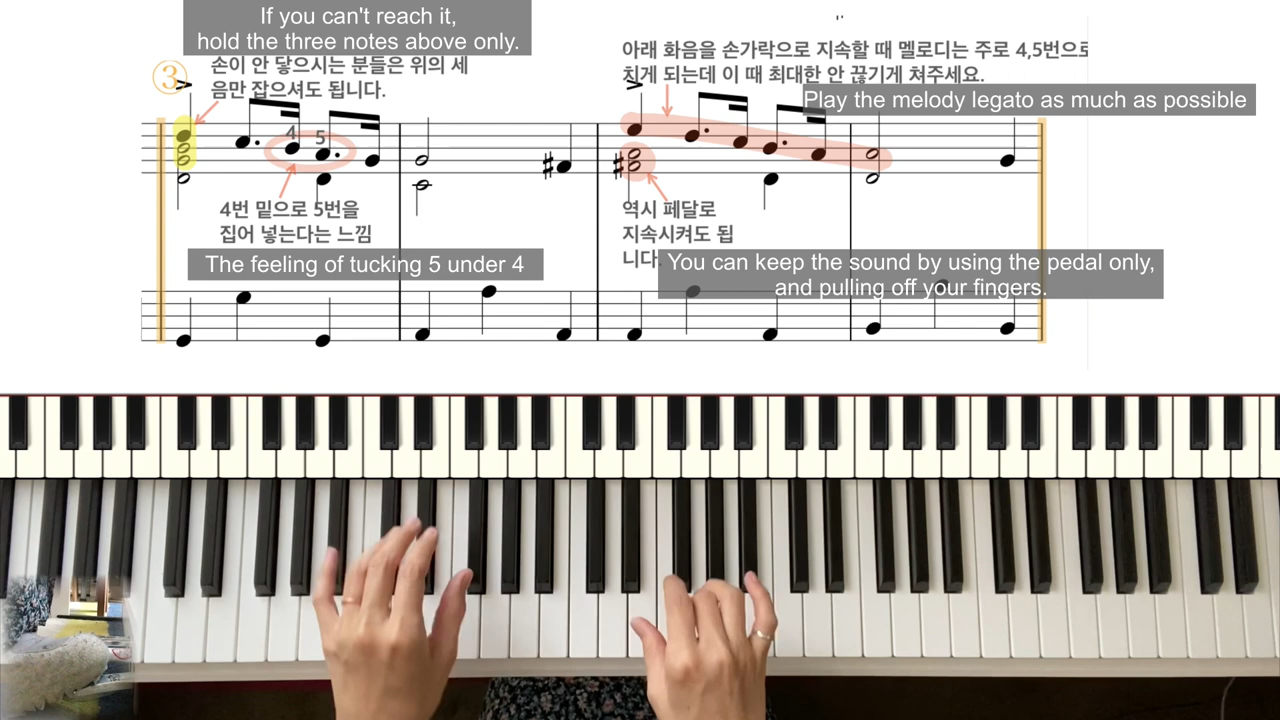 If you can't reach it,
hold the three notes above only.
③
손이 안 닿으시는 분들은 위의 세
음만 잡으셔도 됩니다.
아래 화음을 손가락으로 지속할 때 멜로디는 주로 4,5번으로
치게 되는데 이 때 최대한 안 끊기게 쳐주세요.
Play the melody legato as much as possible
4
5
4번 밑으로 5번을
집어 넣는다는 느낌
The feeling of tucking 5 under 4
역시 페달로
지속시켜도 됩
니다.
You can keep the sound by using the pedal only,
and pulling off your fingers.